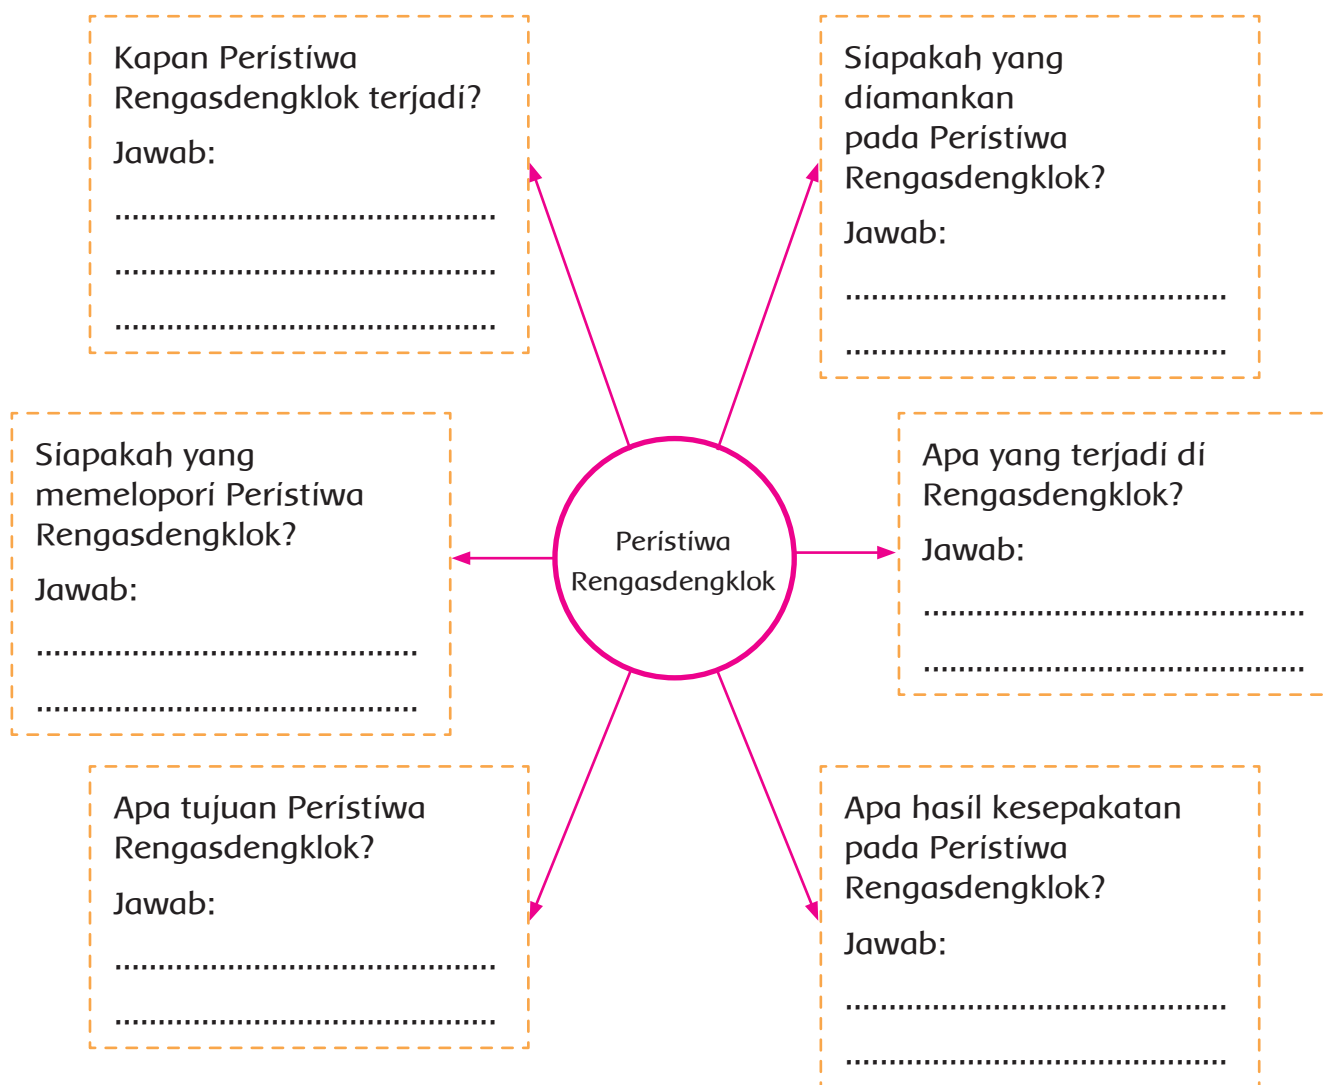 Kapan Peristiwa
Rengasdengklok terjadi?
Jawab:
............................................
............................................
............................................
Siapakah yang
diamankan
pada Peristiwa
Rengasdengklok?
Jawab:
............................................
............................................
Siapakah yang
memelopori Peristiwa
Rengasdengklok?
Jawab:
............................................
............................................
Peristiwa
Rengasdengklok
Apa yang terjadi di
Rengasdengklok?
Jawab:
............................................
............................................
Apa tujuan Peristiwa
Rengasdengklok?
Jawab:
............................................
............................................
Apa hasil kesepakatan
pada Peristiwa
Rengasdengklok?
Jawab:
............................................
............................................